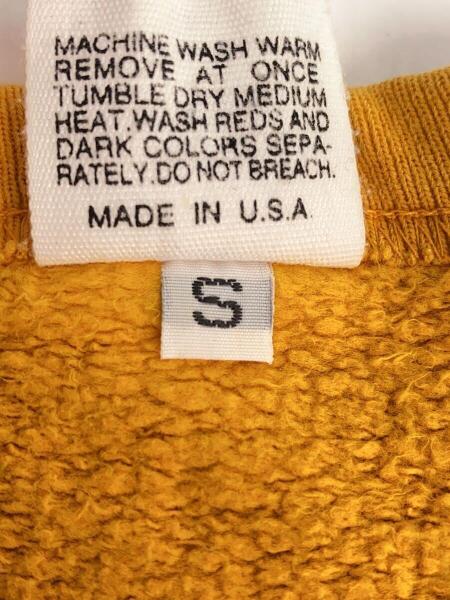 MACHINE WASH WARM
REMOVE AT ONCE
TUMBLE DRY MEDIUM
HEAT. WASH REDS AND
DARK COLORS SEPA-
RATELY. DO NOT BREACH.
MADE IN U.S.A.
S